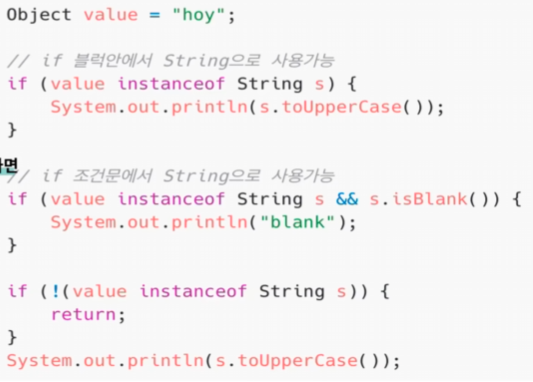 Object value = "hoy";
// if 블럭안에서 String으로 사용가능
if (value instanceof String s) {
    System.out.println(s.toUpperCase());
}
면
// if 조건문에서 String으로 사용가능
if (value instanceof String s && s.isBlank()) {
    System.out.println("blank");
}
if (!(value instanceof String s)) {
    return;
}
System.out.println(s.toUpperCase());